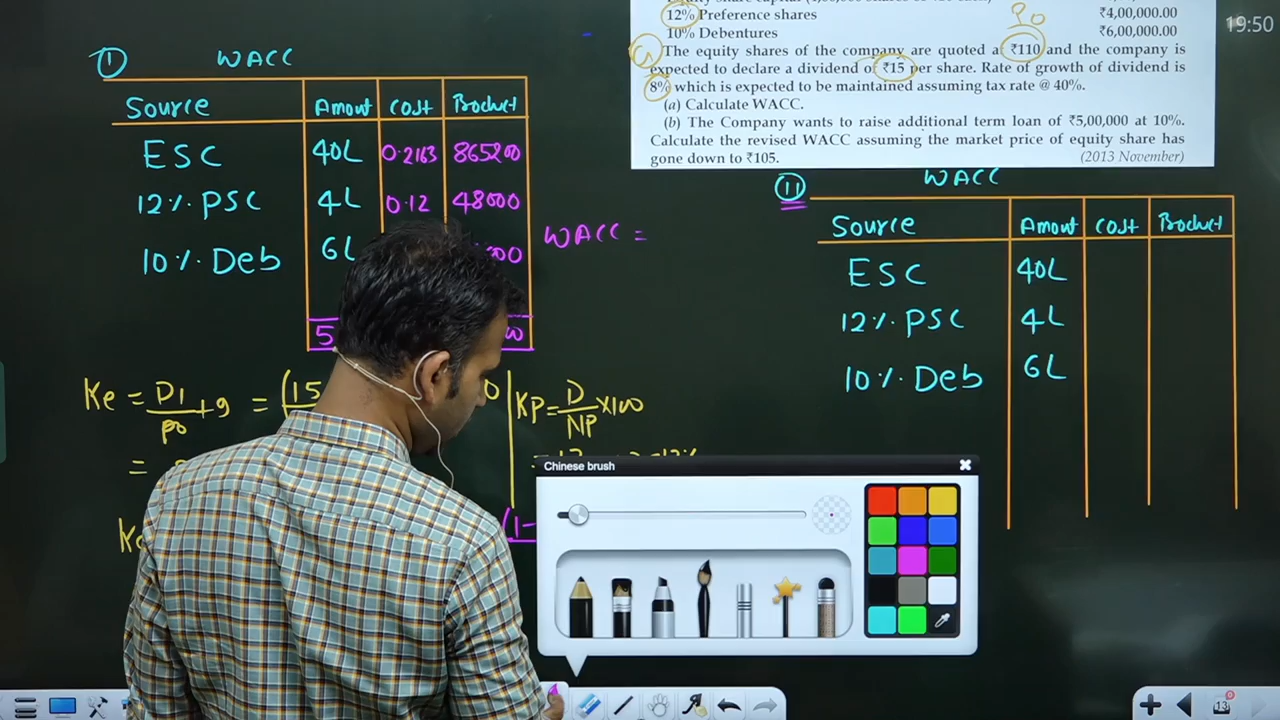 12% Preference shares ₹4,00,000.00
10% Debentures ₹6,00,000.00
P0
The equity shares of the company are quoted at ₹110 and the company is
expected to declare a dividend of ₹15 per share. Rate of growth of dividend is
8% which is expected to be maintained assuming tax rate @ 40%.
(a) Calculate WACC.
(b) The Company wants to raise additional term loan of ₹5,00,000 at 10%.
Calculate the revised WACC assuming the market price of equity share has
gone down to ₹105. (2013 November)
19:50
① WACC
Source Amount Cost Product
ESC 40L 0.2163 865200
12% PSC 4L 0.12 48000
10% Deb 6L
WACC =
Ke = D1/P0 + g = (15
KP = D/NP × 100
=
(1-
⑪ WACC
Source Amount Cost Product
ESC 40L
12% PSC 4L
10% Deb 6L
Chinese brush
13